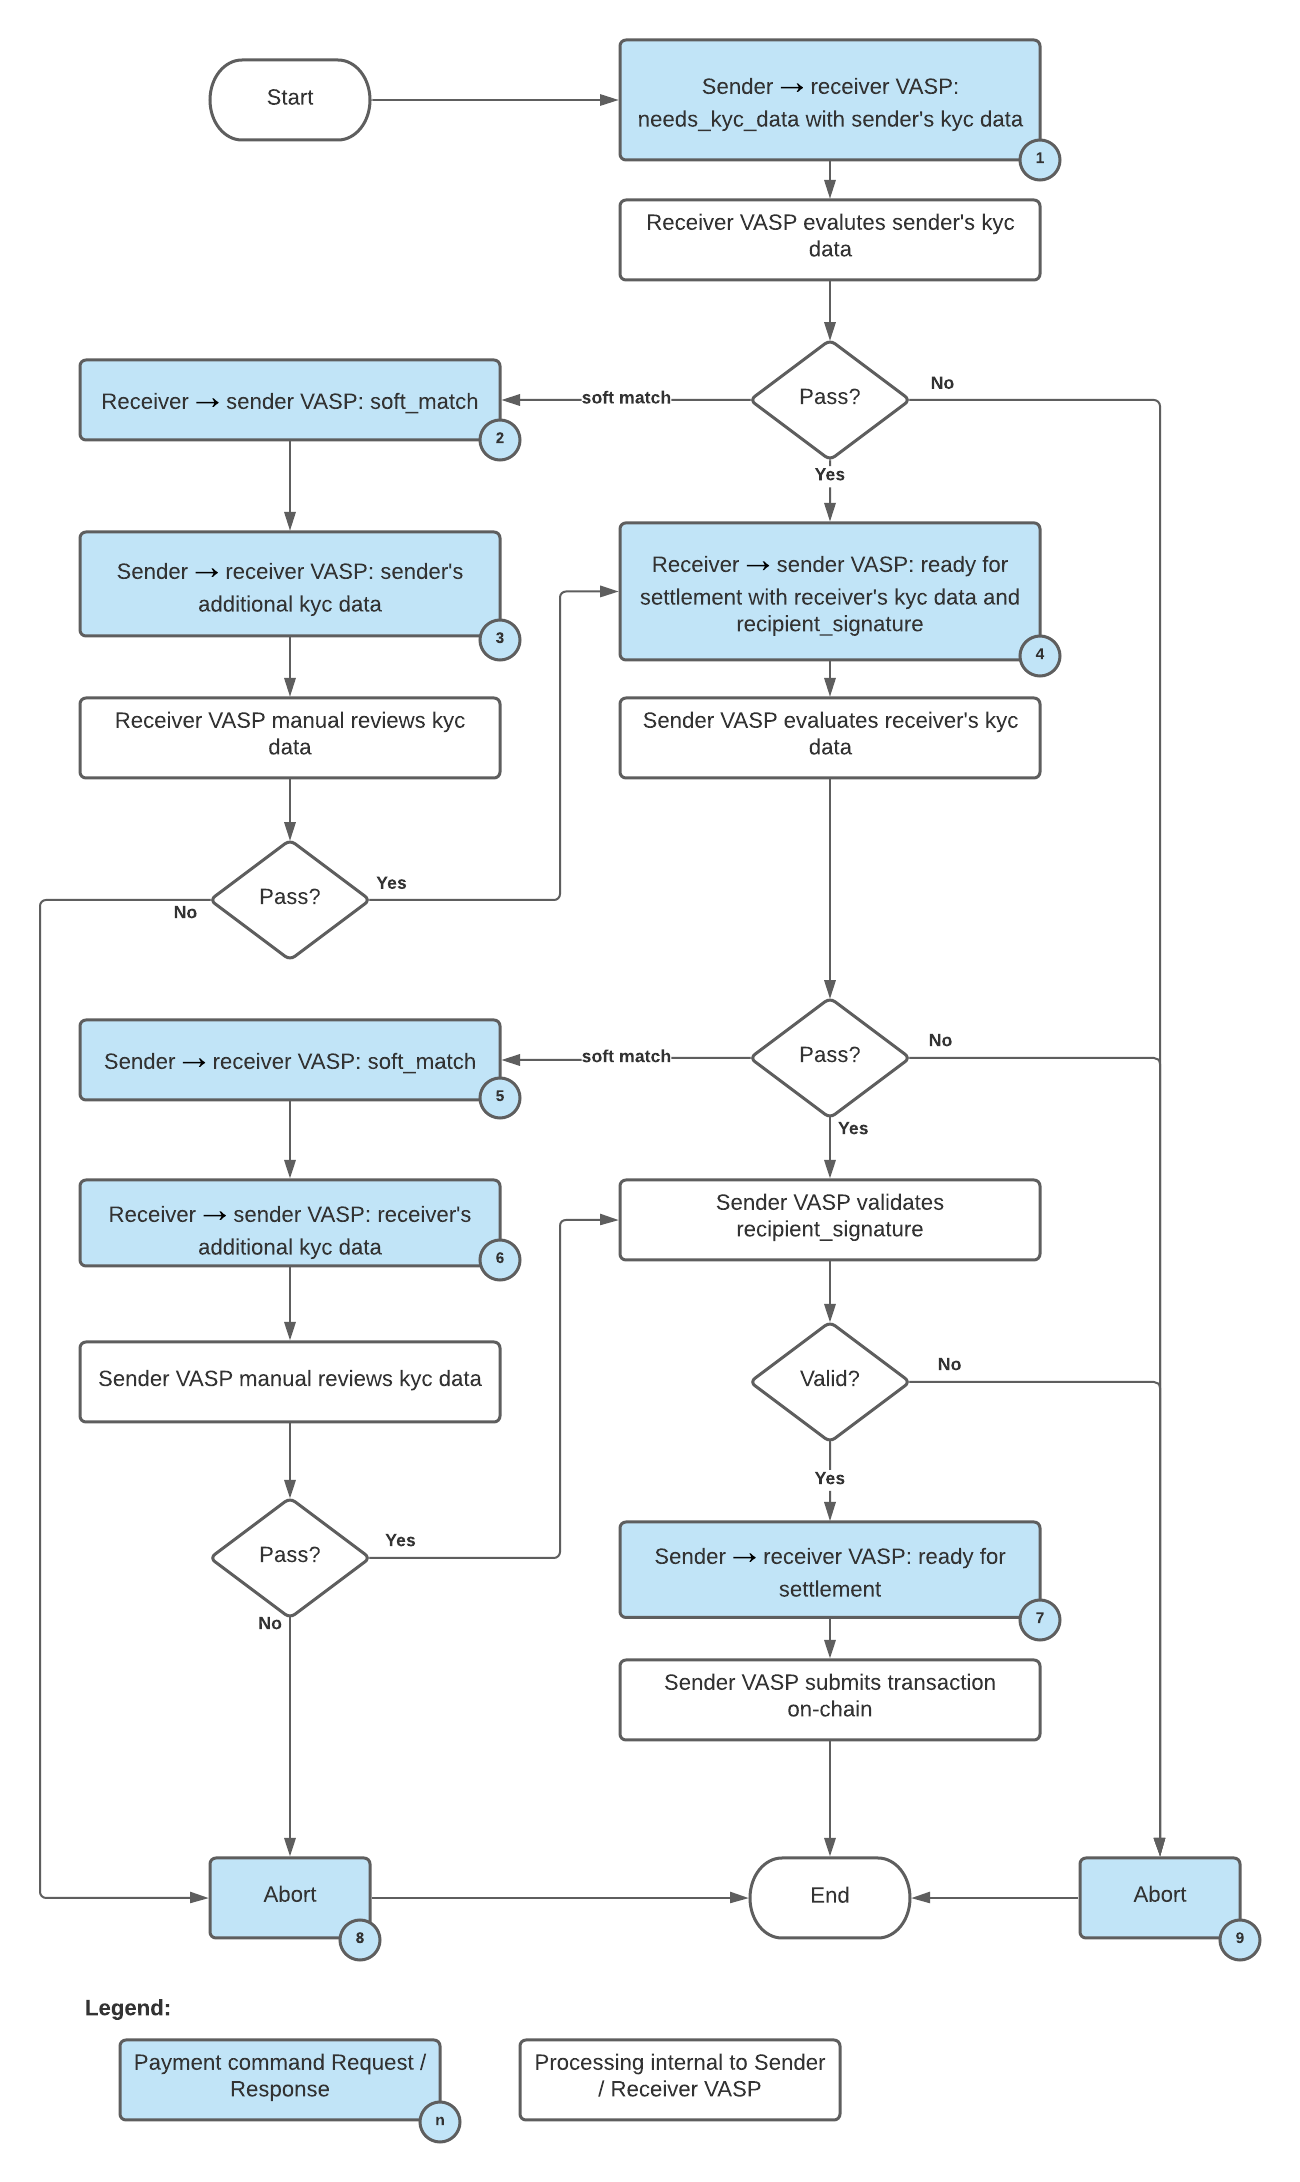 Start
Sender → receiver VASP:
needs_kyc_data with sender's kyc data
1
Receiver VASP evalutes sender's kyc
data
Pass?
No
soft match
Yes
Receiver → sender VASP: soft_match
2
Sender → receiver VASP: sender's
additional kyc data
3
Receiver → sender VASP: ready for
settlement with receiver's kyc data and
recipient_signature
4
Receiver VASP manual reviews kyc
data
Sender VASP evaluates receiver's kyc
data
Pass?
Yes
No
Pass?
No
soft match
Yes
Sender → receiver VASP: soft_match
5
Receiver → sender VASP: receiver's
additional kyc data
6
Sender VASP validates
recipient_signature
Sender VASP manual reviews kyc data
Valid?
No
Yes
Pass?
Yes
No
Sender → receiver VASP: ready for
settlement
7
Sender VASP submits transaction
on-chain
Abort
8
End
Abort
9
Legend:
Payment command Request /
Response
n
Processing internal to Sender
/ Receiver VASP